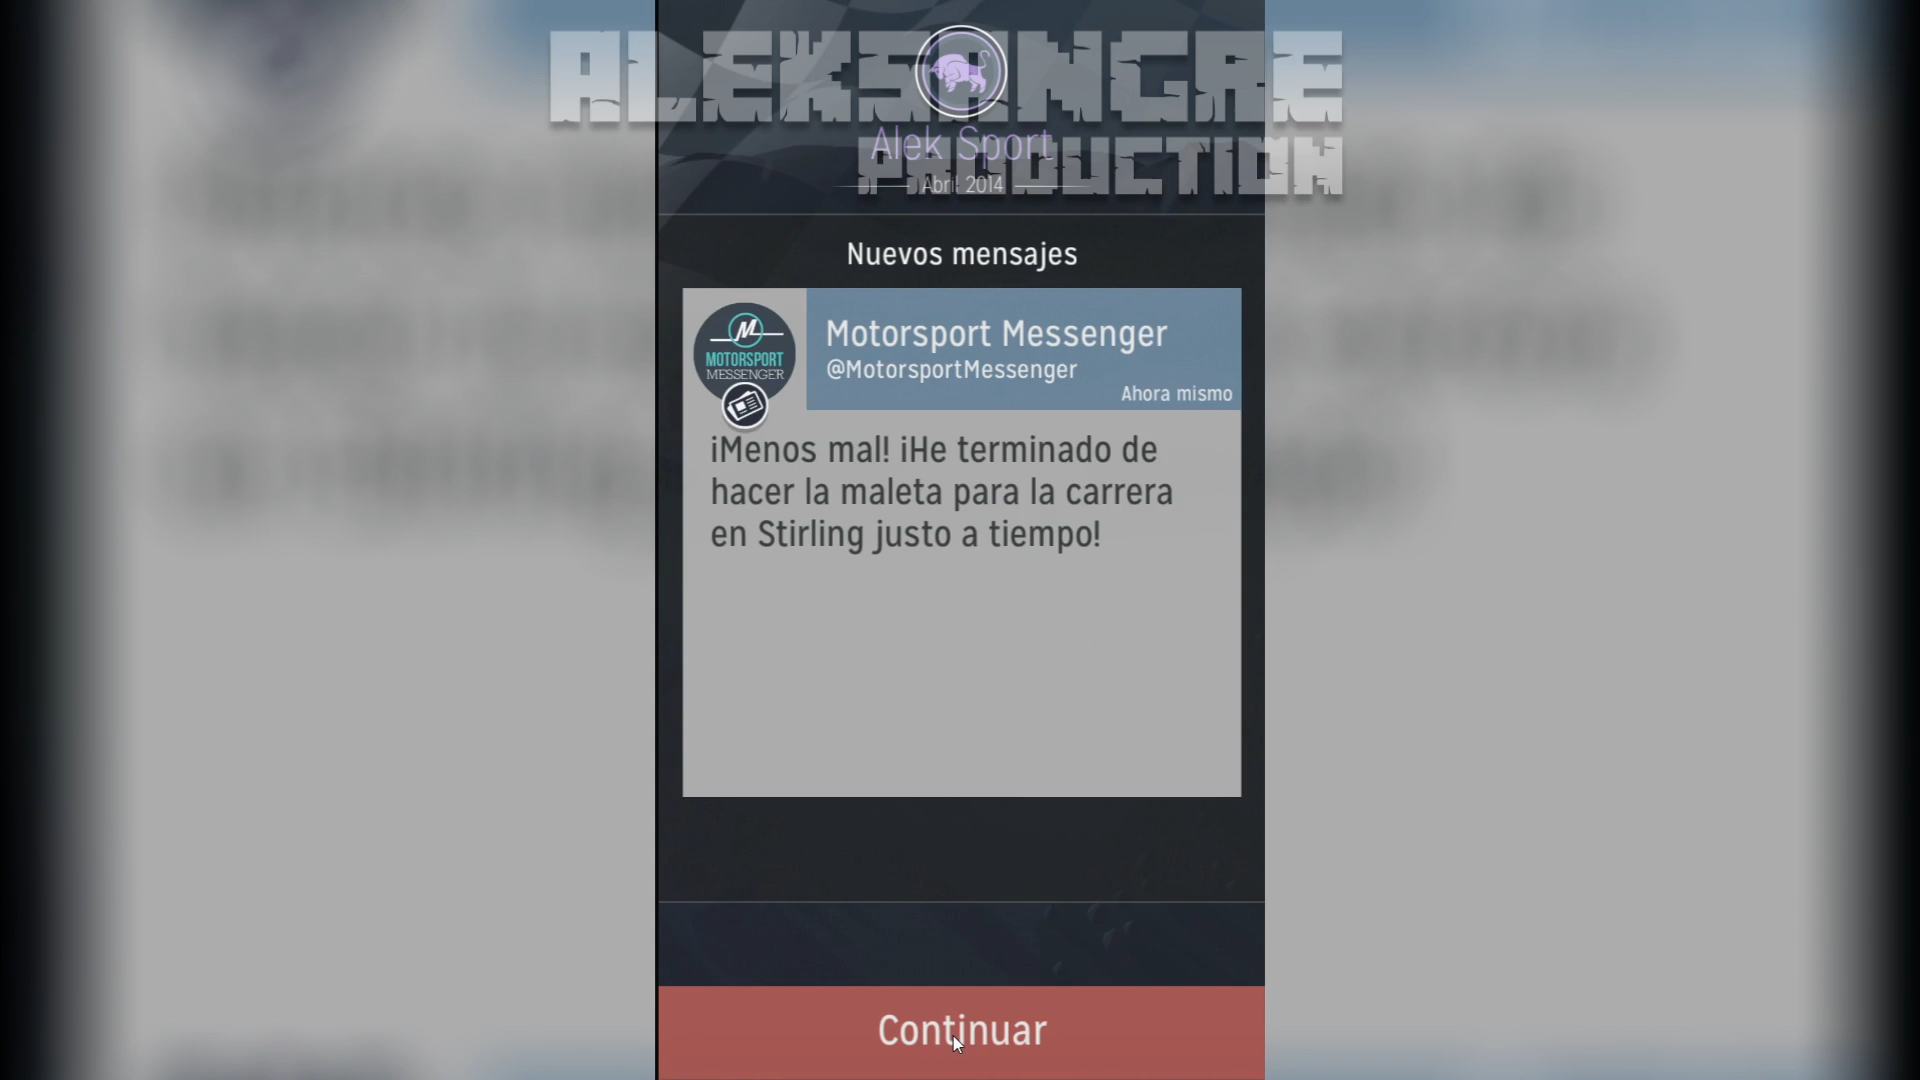 ALEKSANGRE
PRODUCTION
Alek Sport
Abril 2014
Nuevos mensajes
M
MOTORSPORT
MESSENGER
Motorsport Messenger
@MotorsportMessenger
Ahora mismo
¡Menos mal! ¡He terminado de
hacer la maleta para la carrera
en Stirling justo a tiempo!
Continuar